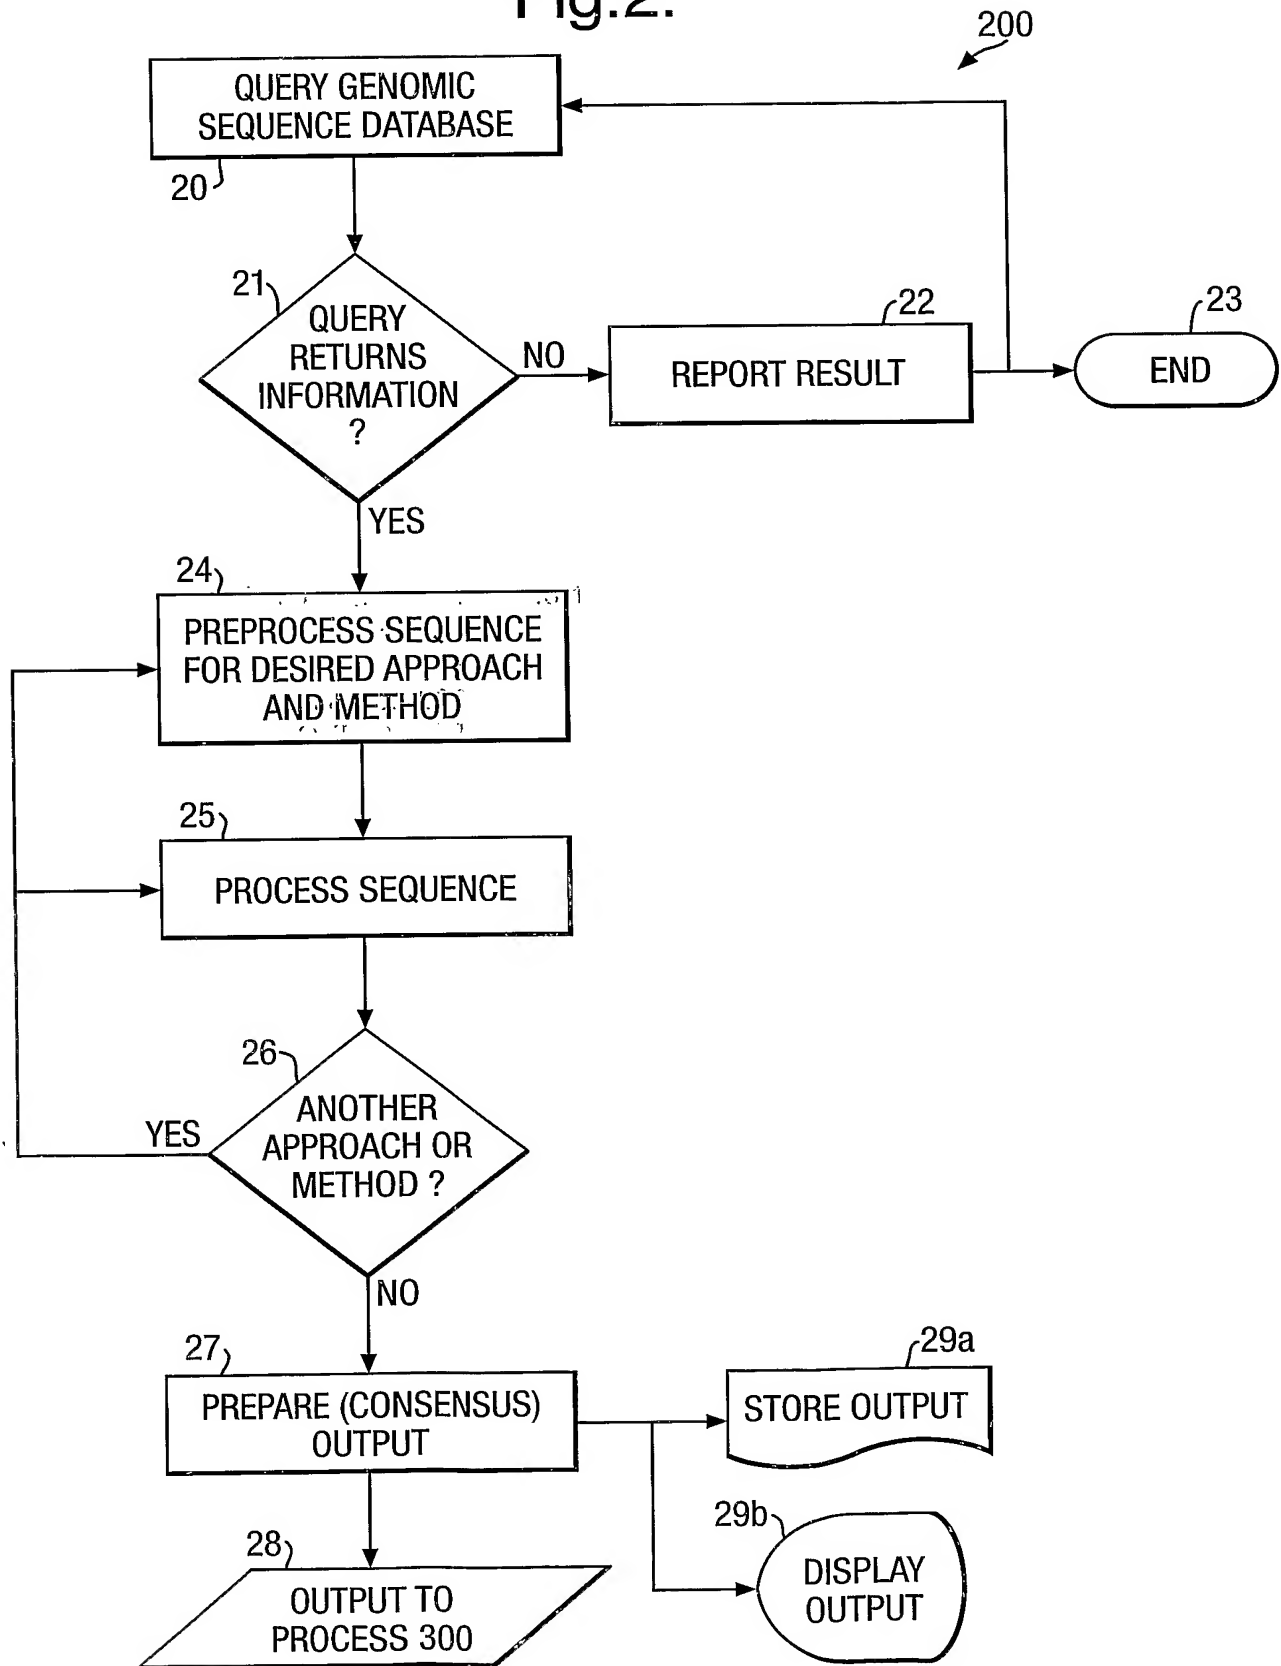 Fig.2.
200
QUERY GENOMIC
SEQUENCE DATABASE
20
21
QUERY
RETURNS
INFORMATION
?
NO
22
REPORT RESULT
23
END
YES
24
PREPROCESS SEQUENCE
FOR DESIRED APPROACH
AND METHOD
25
PROCESS SEQUENCE
26
ANOTHER
APPROACH OR
METHOD ?
YES
NO
27
PREPARE (CONSENSUS)
OUTPUT
29a
STORE OUTPUT
29b
DISPLAY
OUTPUT
28
OUTPUT TO
PROCESS 300